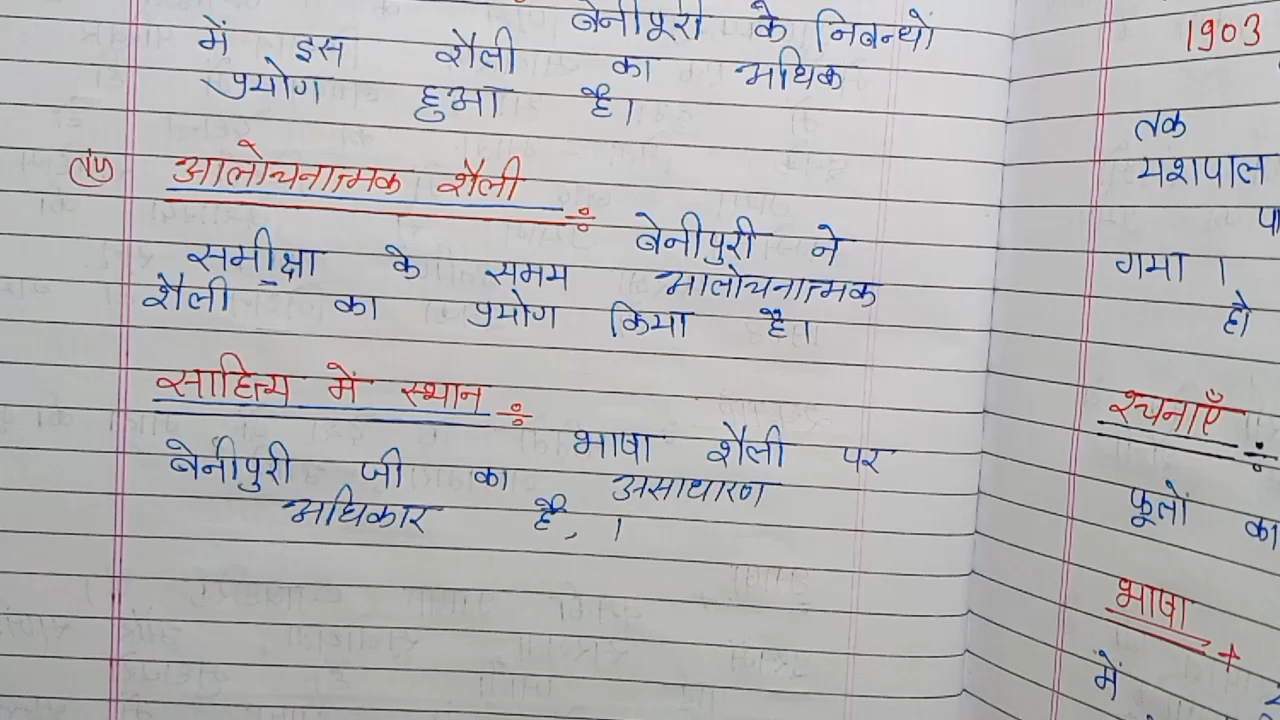 बेनीपुरी के निबन्धों
में इस शैली का अधिक
प्रयोग हुआ है।
आलोचनात्मक शैली ÷
बेनीपुरी ने
समीक्षा के समय आलोचनात्मक
शैली का प्रयोग किया है।
साहित्य में स्थान ÷
भाषा शैली पर
बेनीपुरी जी का असाधारण
अधिकार है, ।
1903
तक
यशपाल
गया ।
हो
रचनाएँ ÷
फूलों का
भाषा +
में